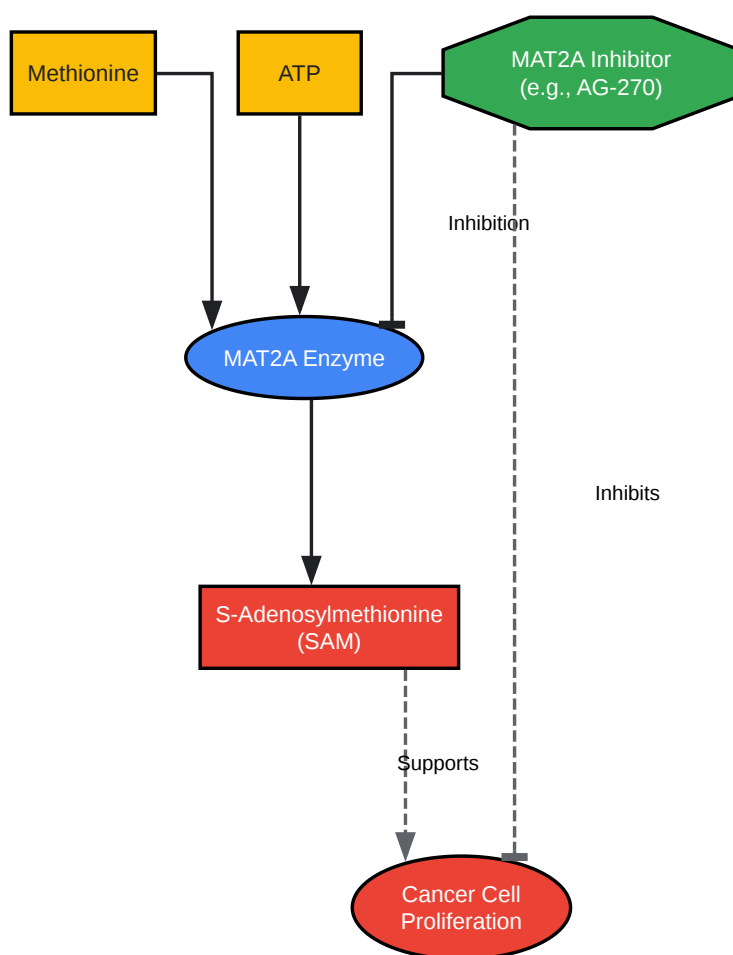 Methionine
ATP
MAT2A Inhibitor
(e.g., AG-270)
Inhibition
MAT2A Enzyme
Inhibits
S-Adenosylmethionine
(SAM)
Supports
Cancer Cell
Proliferation